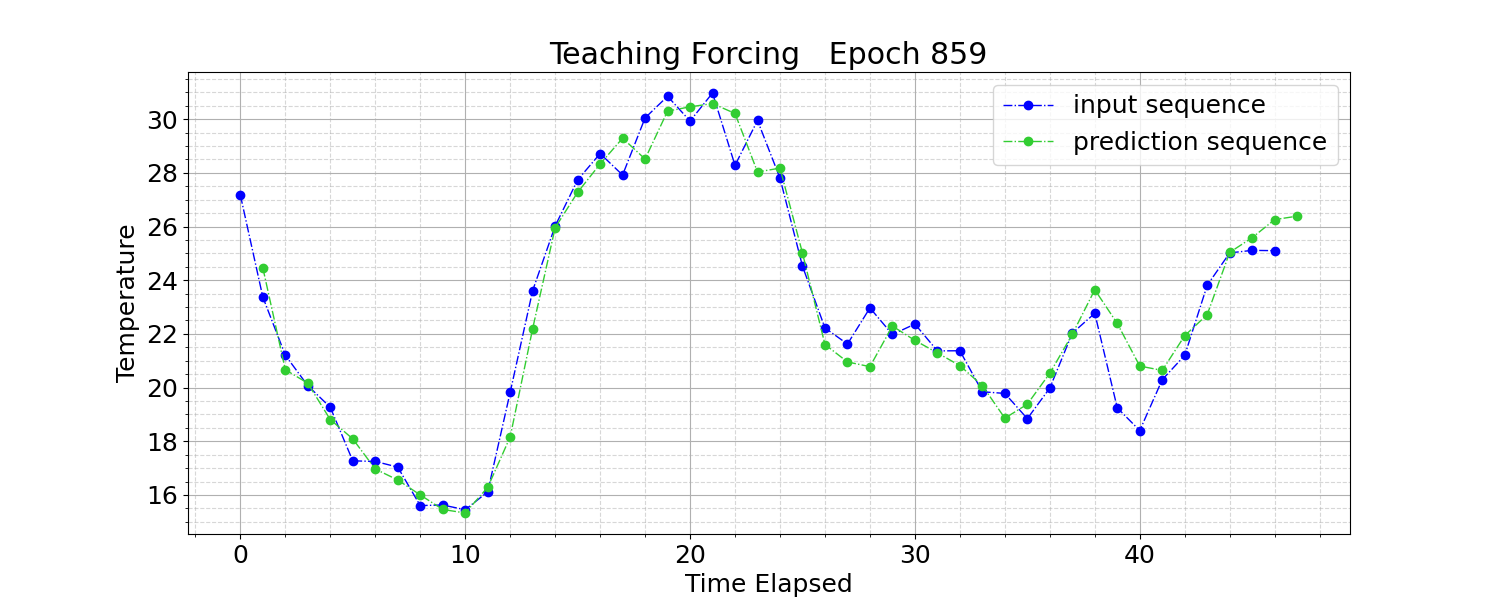 Teaching Forcing   Epoch 859
input sequence
prediction sequence
Temperature
30
28
26
24
22
20
18
16
0 10 20 30 40
Time Elapsed